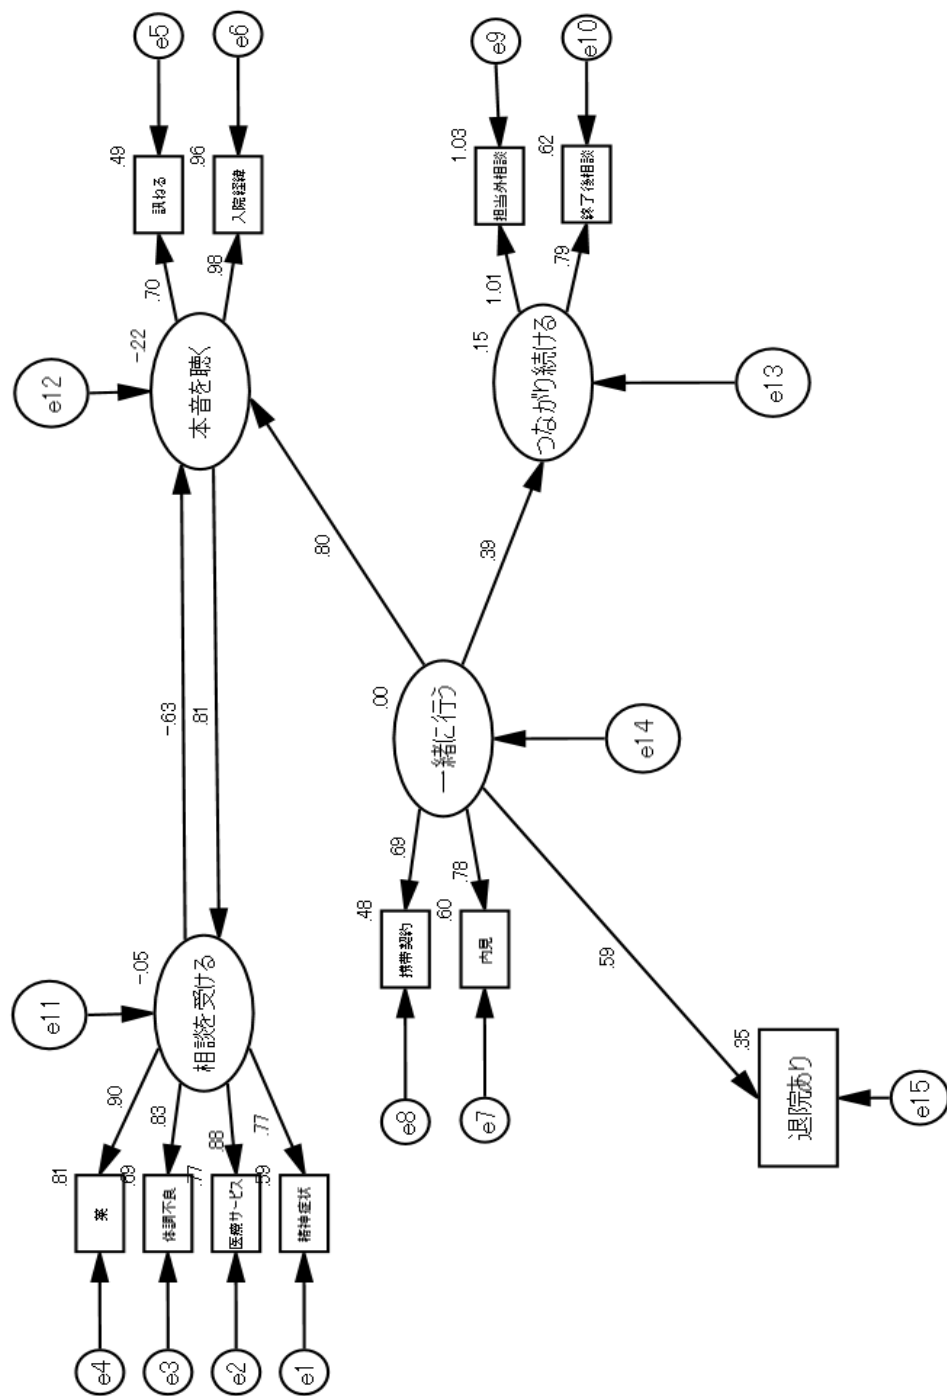 e11
e12
.81
.90
薬
e4
.69
.83
体調不良
e3
.77
.88
医療サービス
e2
.59
.77
精神症状
e1
-.05
相談を受ける
-.63
.81
-.22
本音を聴く
.70
.49
訊ねる
e5
.98
.96
入院経緯
e6
.80
.48
.69
携帯契約
e8
.60
.78
内見
e7
.00
一緒に行う
.39
.15
つながり続ける
1.01
1.03
担当外相談
e9
.79
.62
終了後相談
e10
e14
e13
.59
.35
退院あり
e15